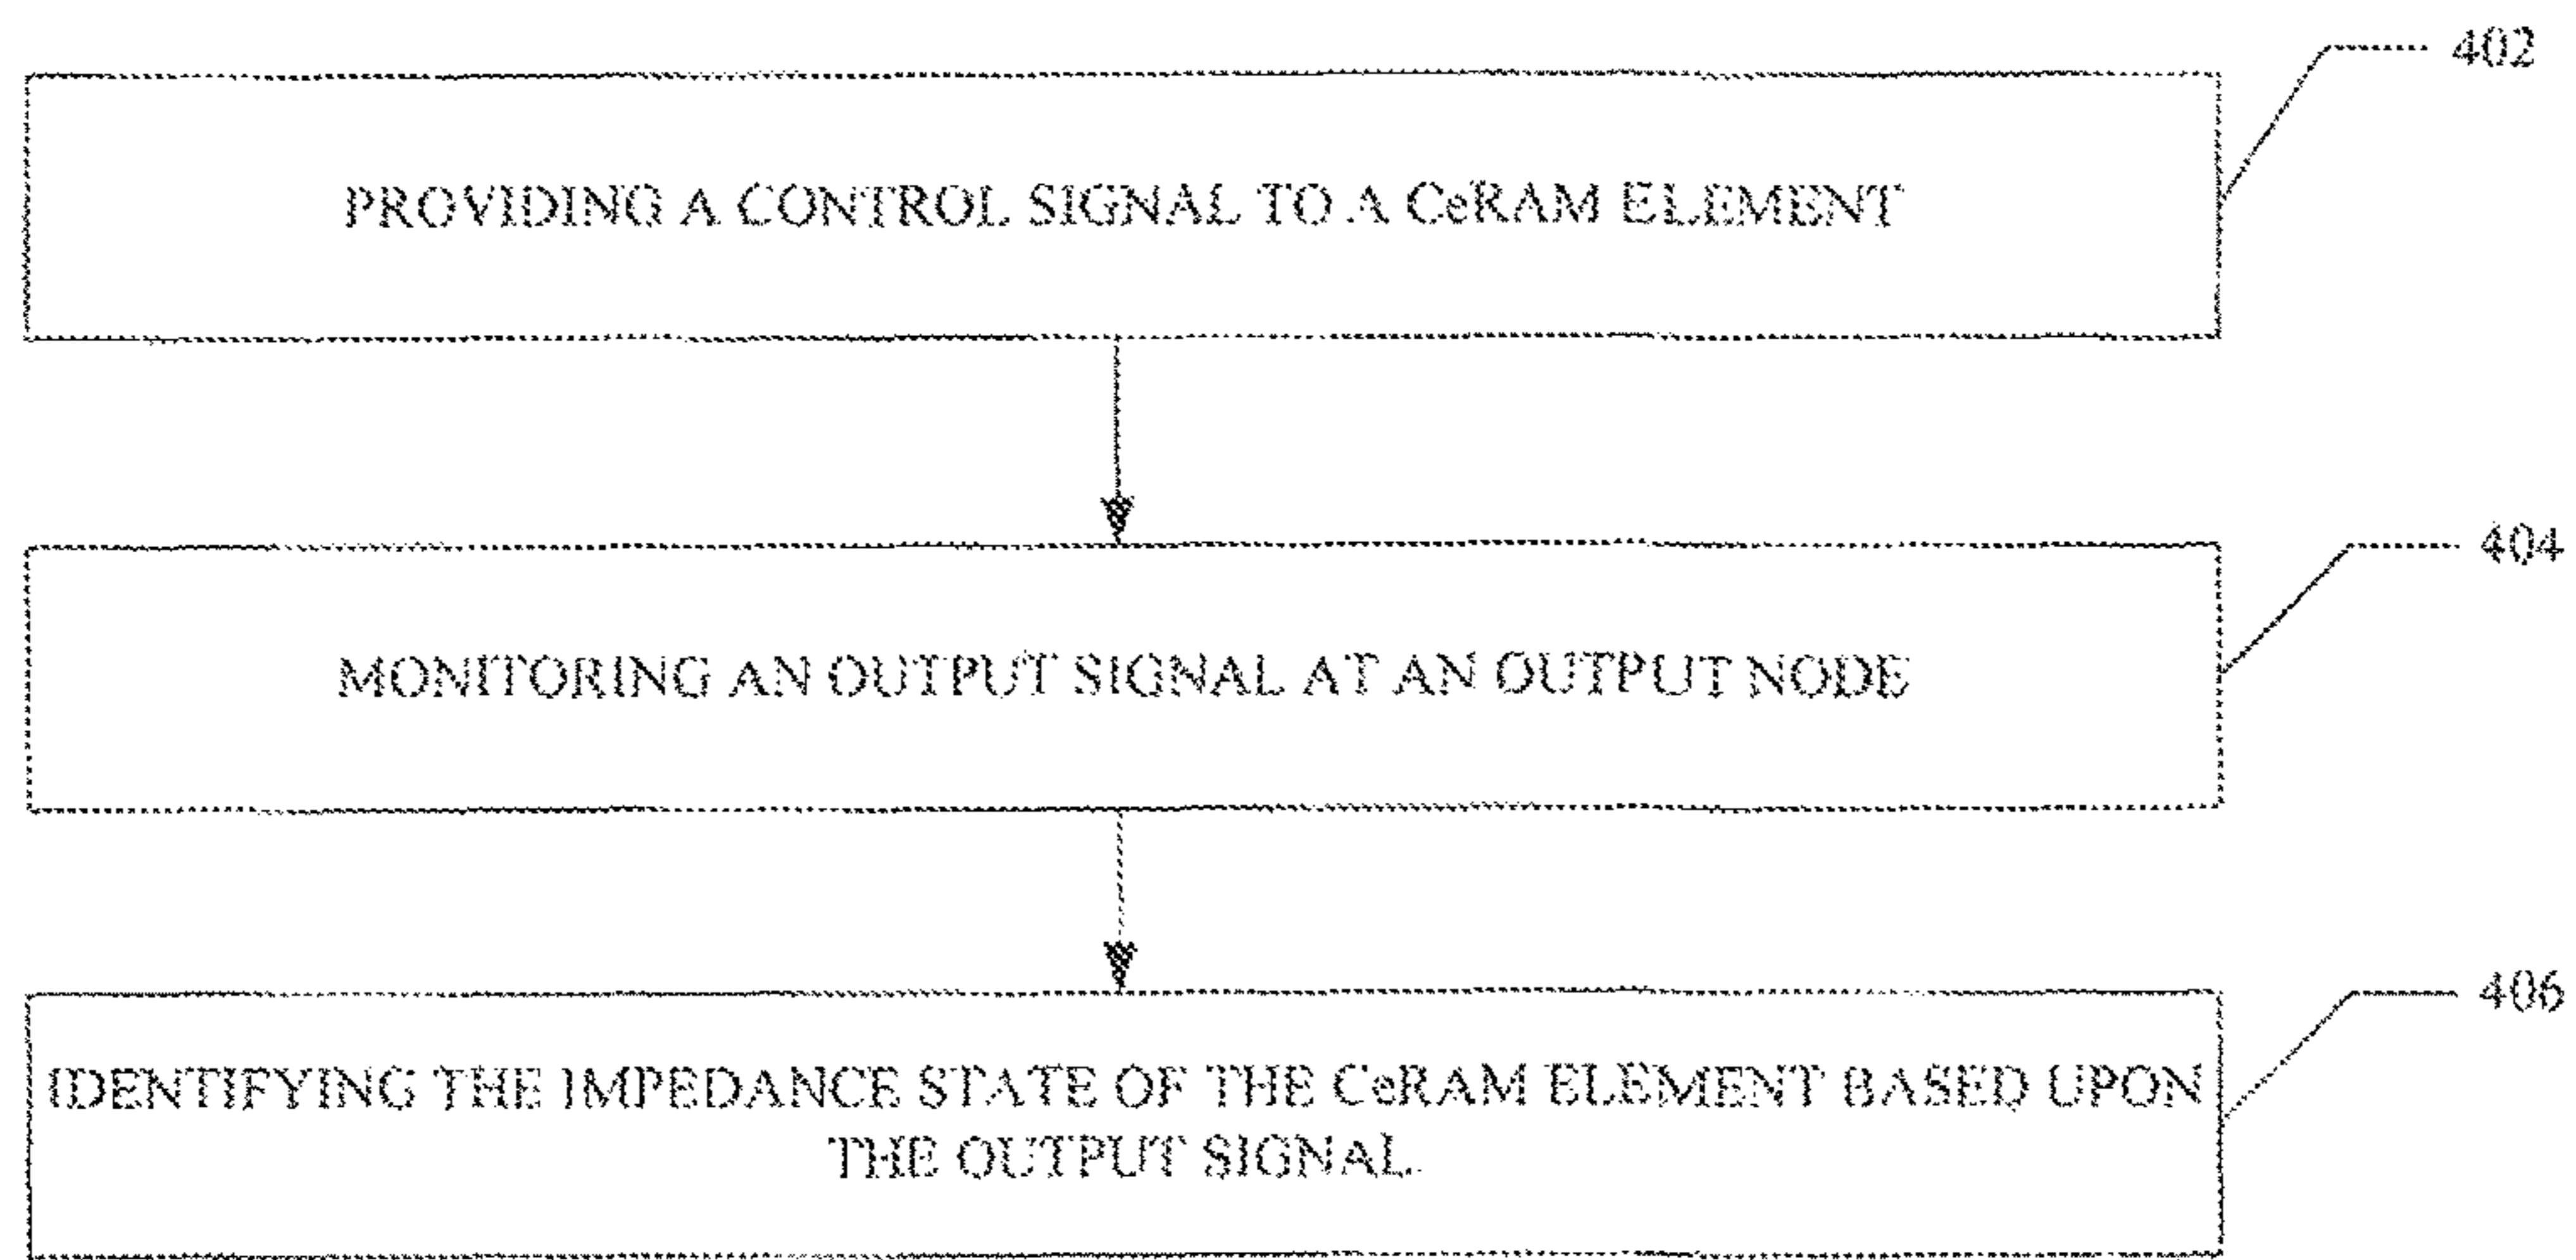 402
PROVIDING A CONTROL SIGNAL TO A CeRAM ELEMENT
404
MONITORING AN OUTPUT SIGNAL AT AN OUTPUT NODE
406
IDENTIFYING THE IMPEDANCE STATE OF THE CeRAM ELEMENT BASED UPON
THE OUTPUT SIGNAL